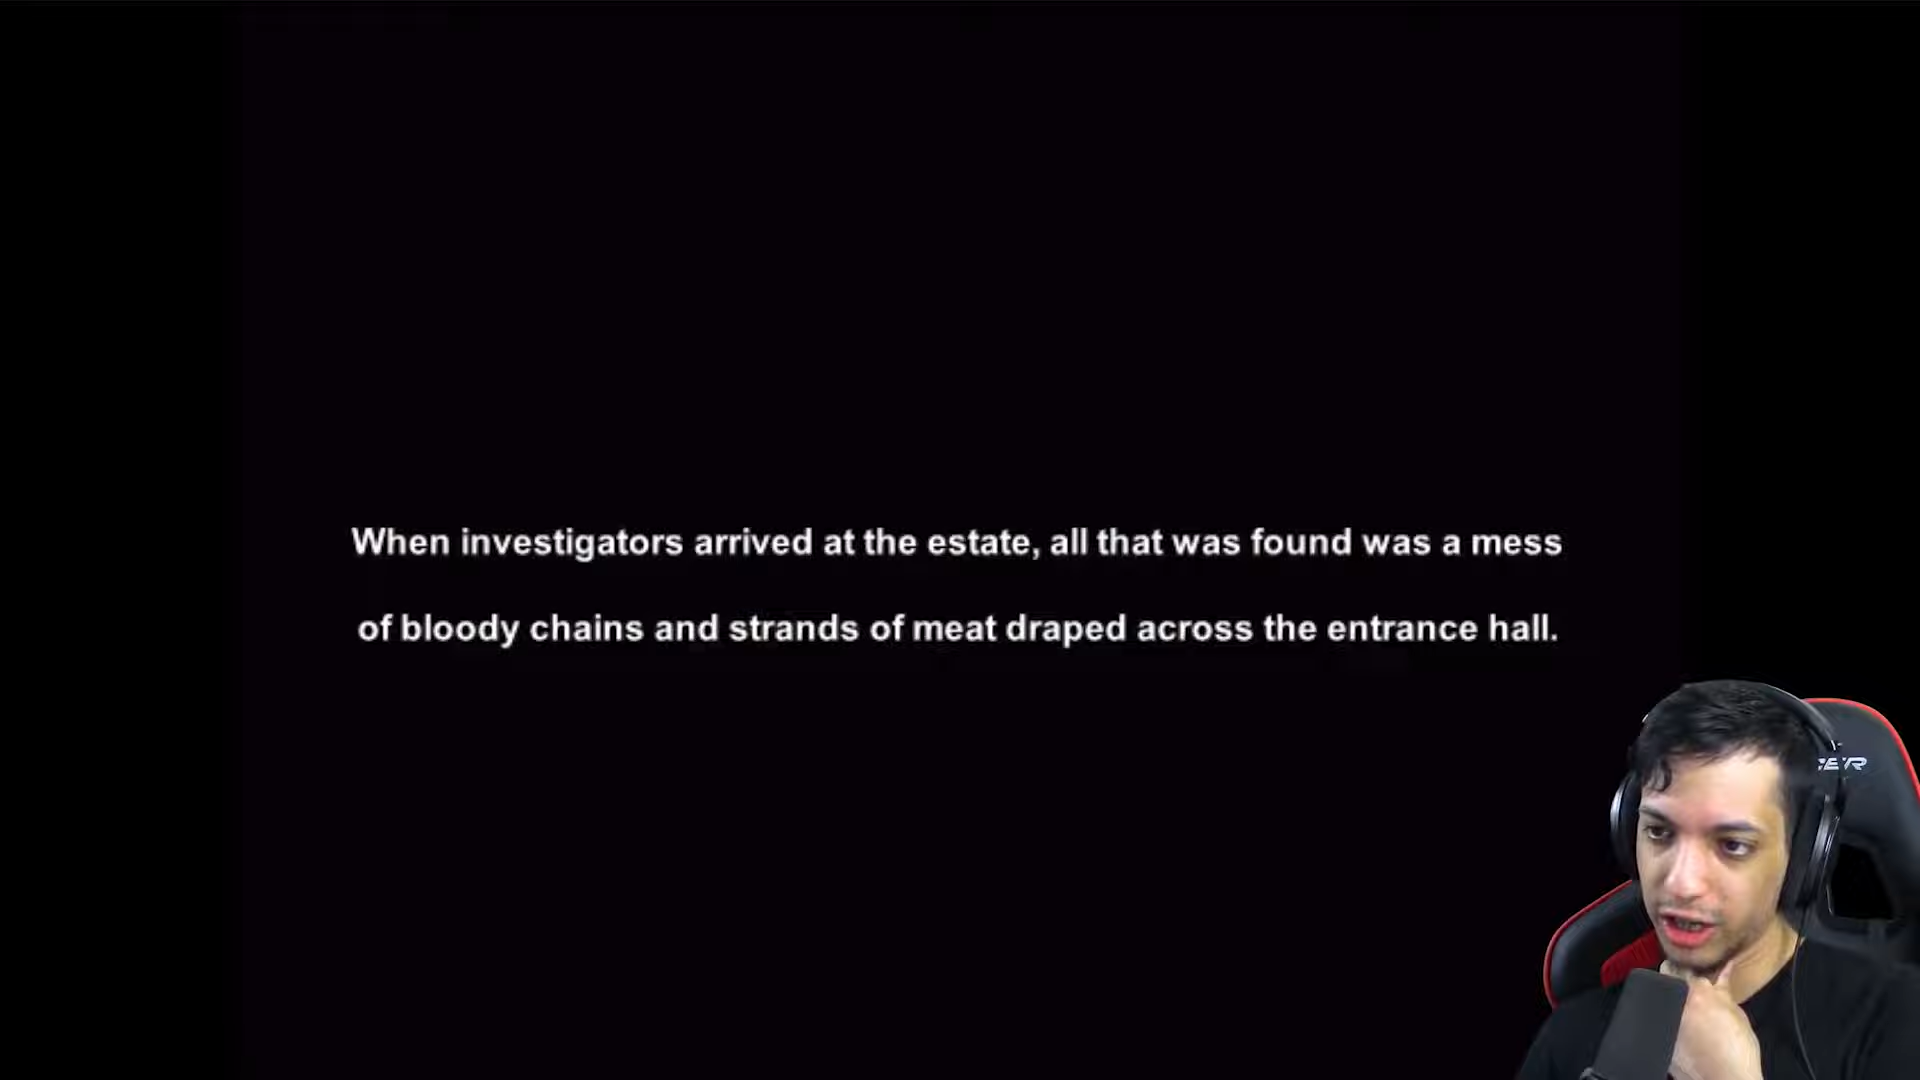 When investigators arrived at the estate, all that was found was a mess
of bloody chains and strands of meat draped across the entrance hall.